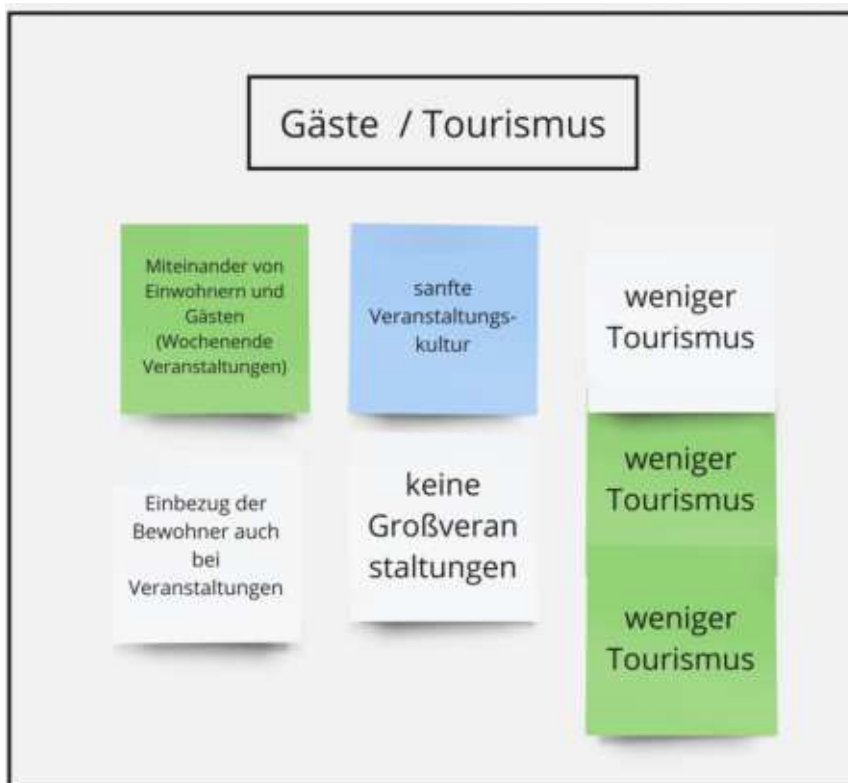 Gäste / Tourismus
Miteinander von
Einwohnern und
Gästen
(Wochenende
Veranstaltungen)
sanfte
Veranstaltungs-
kultur
weniger
Tourismus
weniger
Tourismus
Einbezug der
Bewohner auch
bei
Veranstaltungen
keine
Großveran
staltungen
weniger
Tourismus